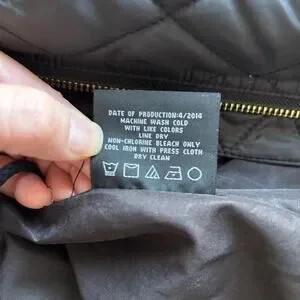 DATE OF PRODUCTION:4/2014
MACHINE WASH COLD
WITH LIKE COLORS
LINE DRY
NON-CHLORINE BLEACH ONLY
COOL IRON WITH PRESS CLOTH
DRY CLEAN